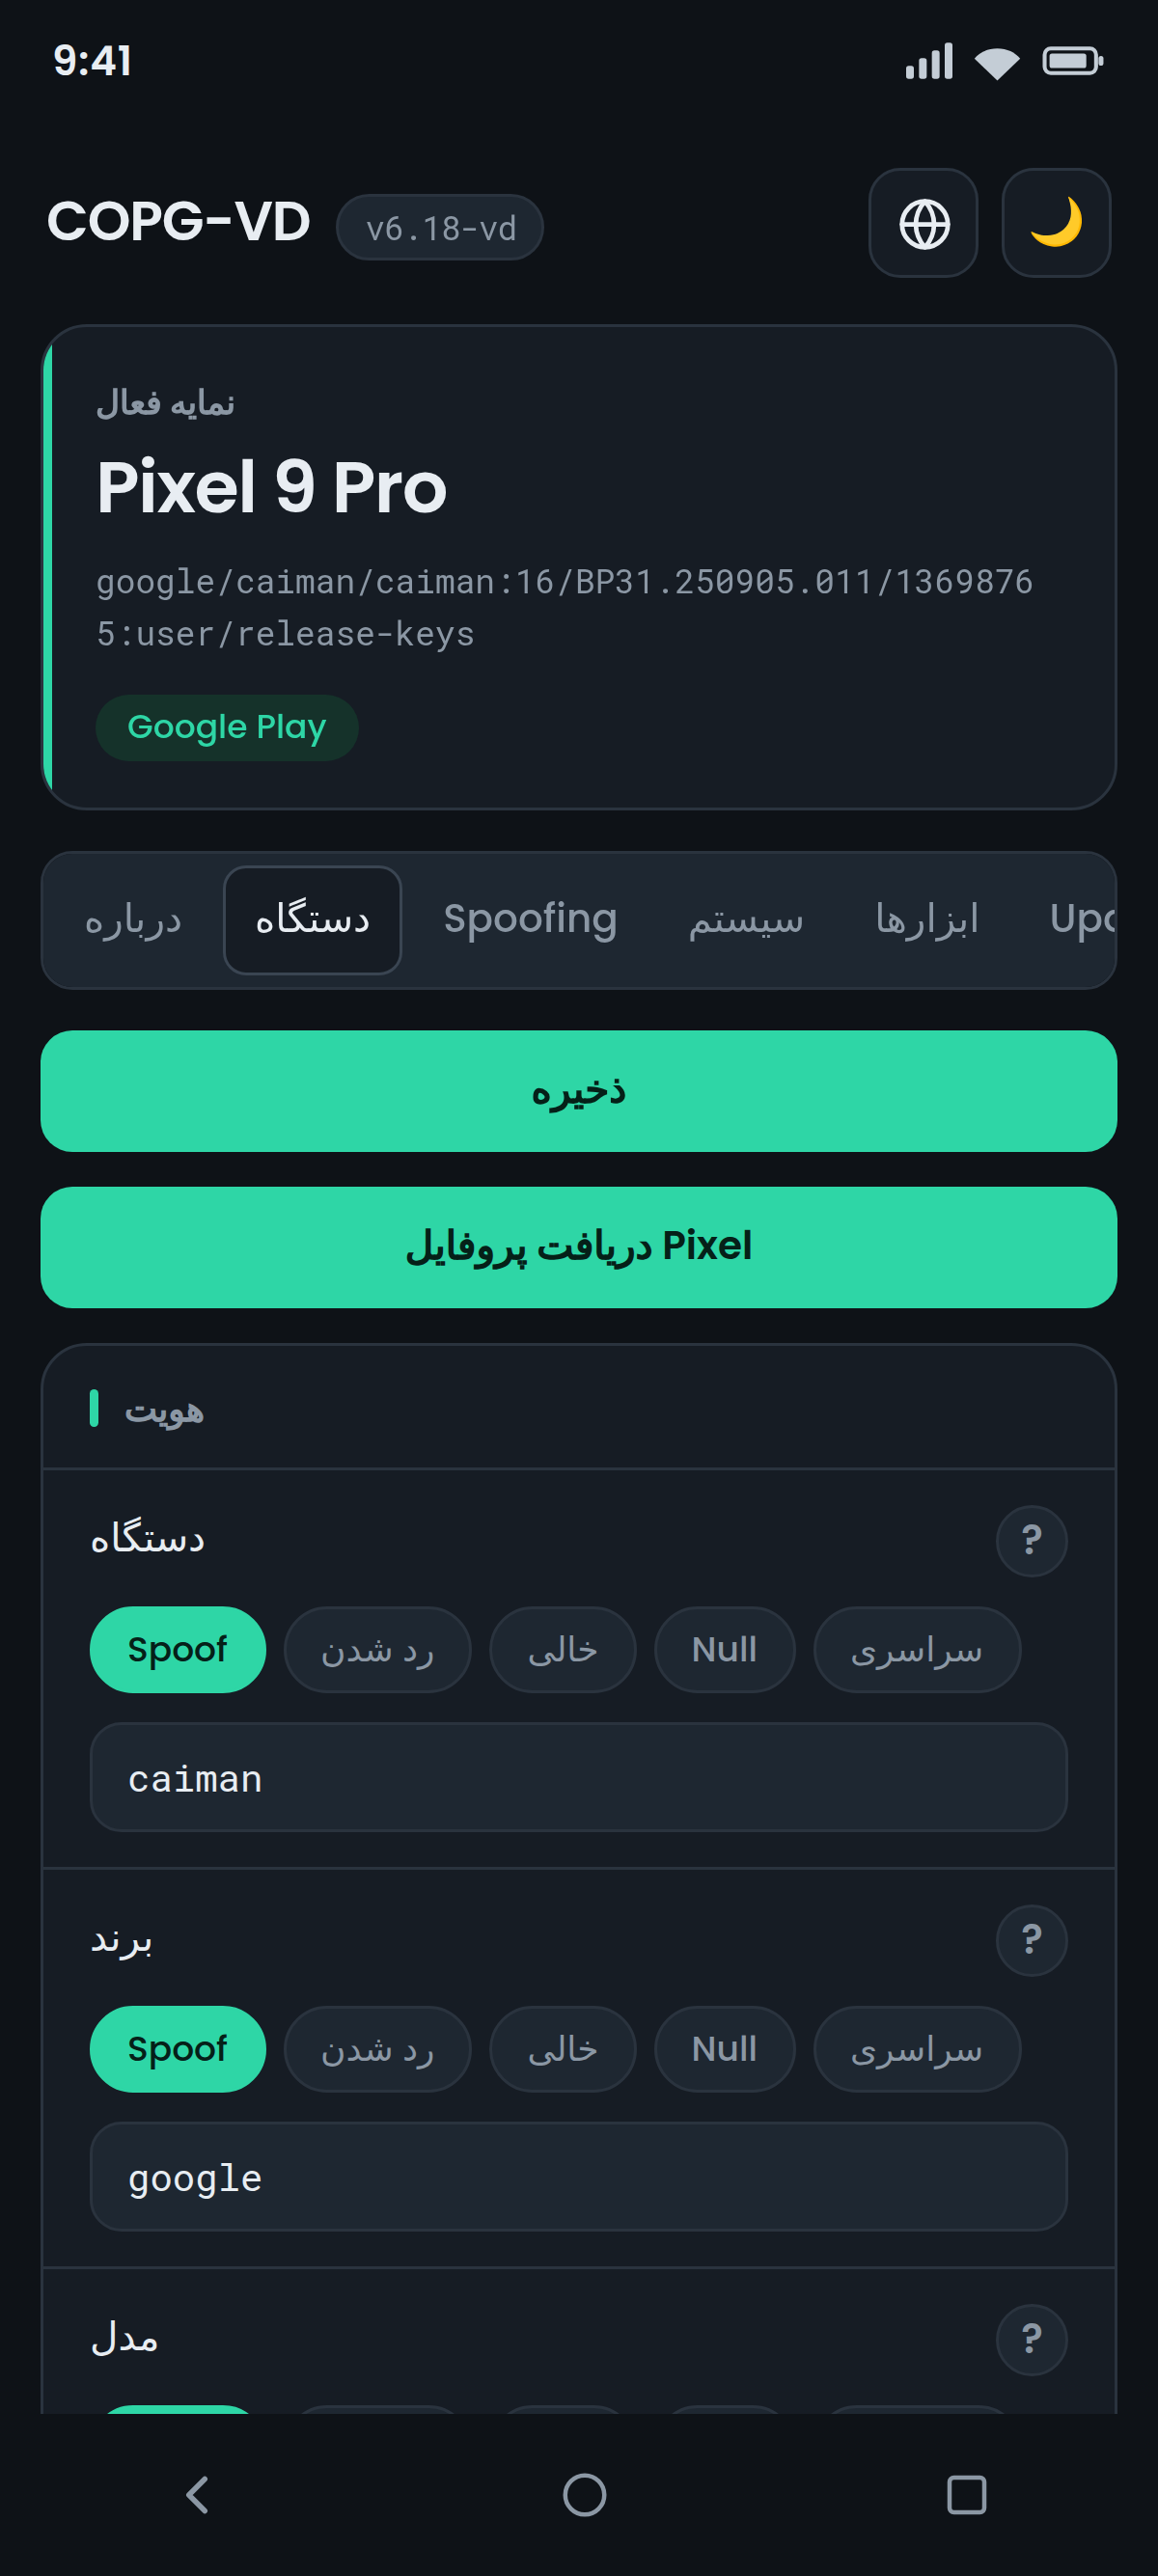 9:41
COPG-VD v6.18-vd
نمایه فعال
Pixel 9 Pro
google/caiman/caiman:16/BP31.250905.011/1369876
5:user/release-keys
Google Play
درباره دستگاه Spoofing سیستم ابزارها Upd
ذخیره
دریافت پروفایل Pixel
هویت
دستگاه ?
Spoof رد شدن خالی Null سراسری
caiman
برند ?
Spoof رد شدن خالی Null سراسری
google
مدل ?